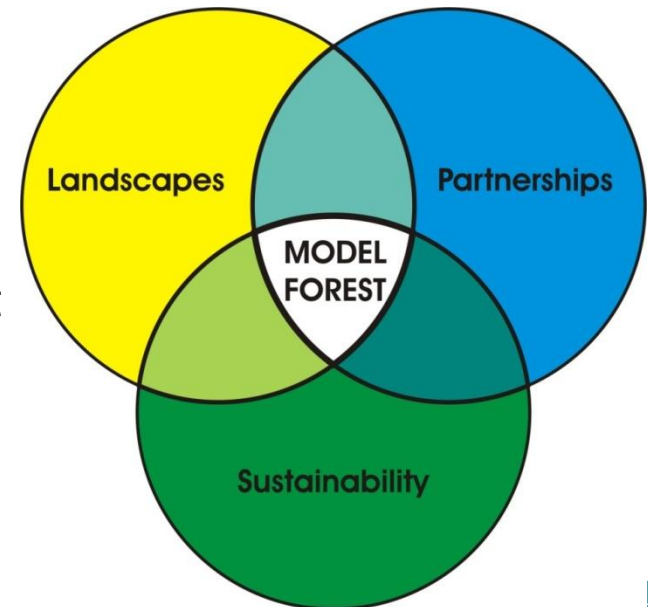 Landscapes
Partnerships
MODEL
FOREST
Sustainability